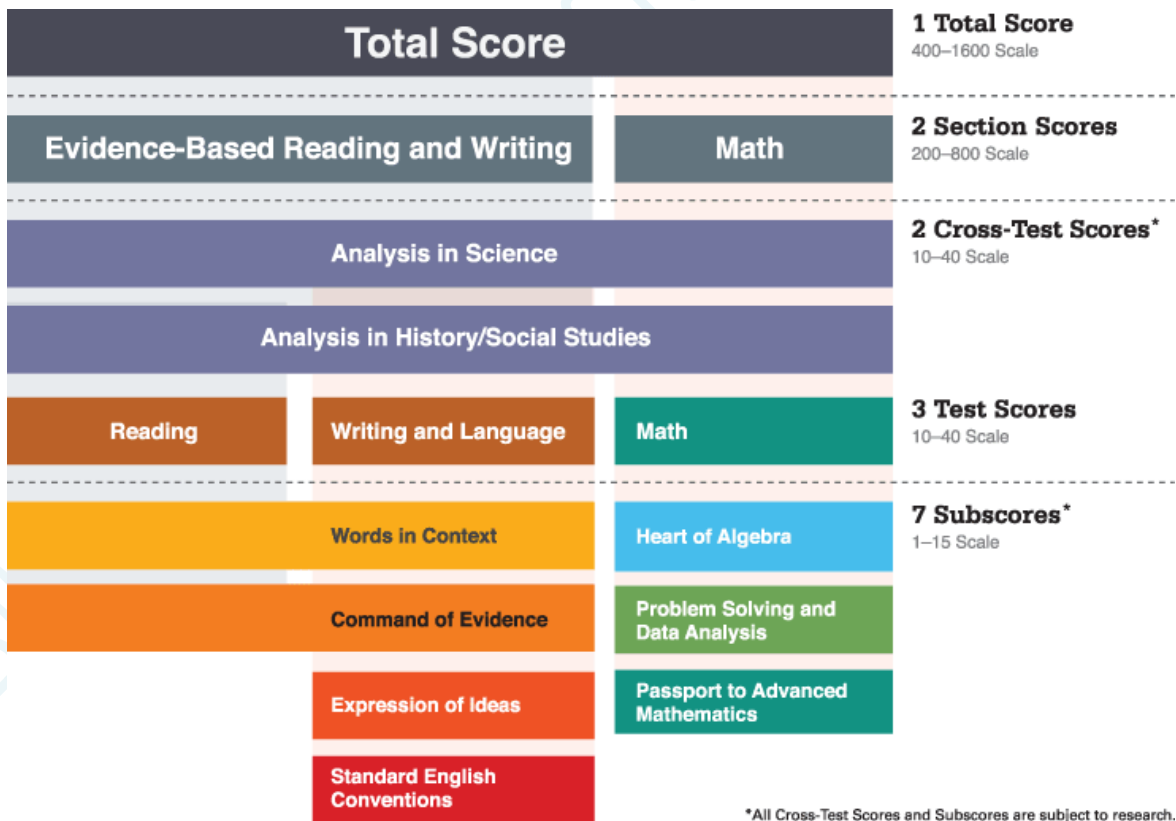 Total Score
1 Total Score
400–1600 Scale
Evidence-Based Reading and Writing
Math
2 Section Scores
200–800 Scale
Analysis in Science
2 Cross-Test Scores*
10–40 Scale
Analysis in History/Social Studies
Reading
Writing and Language
Math
3 Test Scores
10–40 Scale
Words in Context
Heart of Algebra
7 Subscores*
1–15 Scale
Command of Evidence
Problem Solving and
Data Analysis
Expression of Ideas
Passport to Advanced
Mathematics
Standard English
Conventions
*All Cross-Test Scores and Subscores are subject to research.